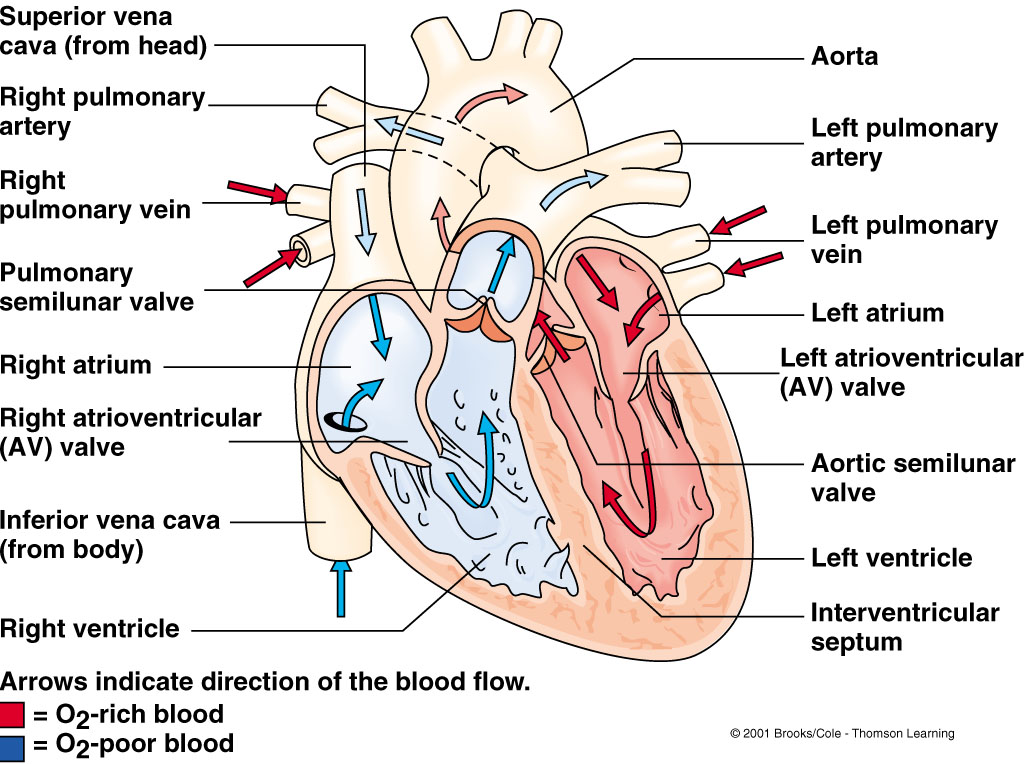 Superior vena
cava (from head)
Right pulmonary
artery
Right
pulmonary vein
Pulmonary
semilunar valve
Right atrium
Right atrioventricular
(AV) valve
Inferior vena cava
(from body)
Right ventricle
Aorta
Left pulmonary
artery
Left pulmonary
vein
Left atrium
Left atrioventricular
(AV) valve
Aortic semilunar
valve
Left ventricle
Interventricular
septum
Arrows indicate direction of the blood flow.
= O2-rich blood
= O2-poor blood
© 2001 Brooks/Cole - Thomson Learning